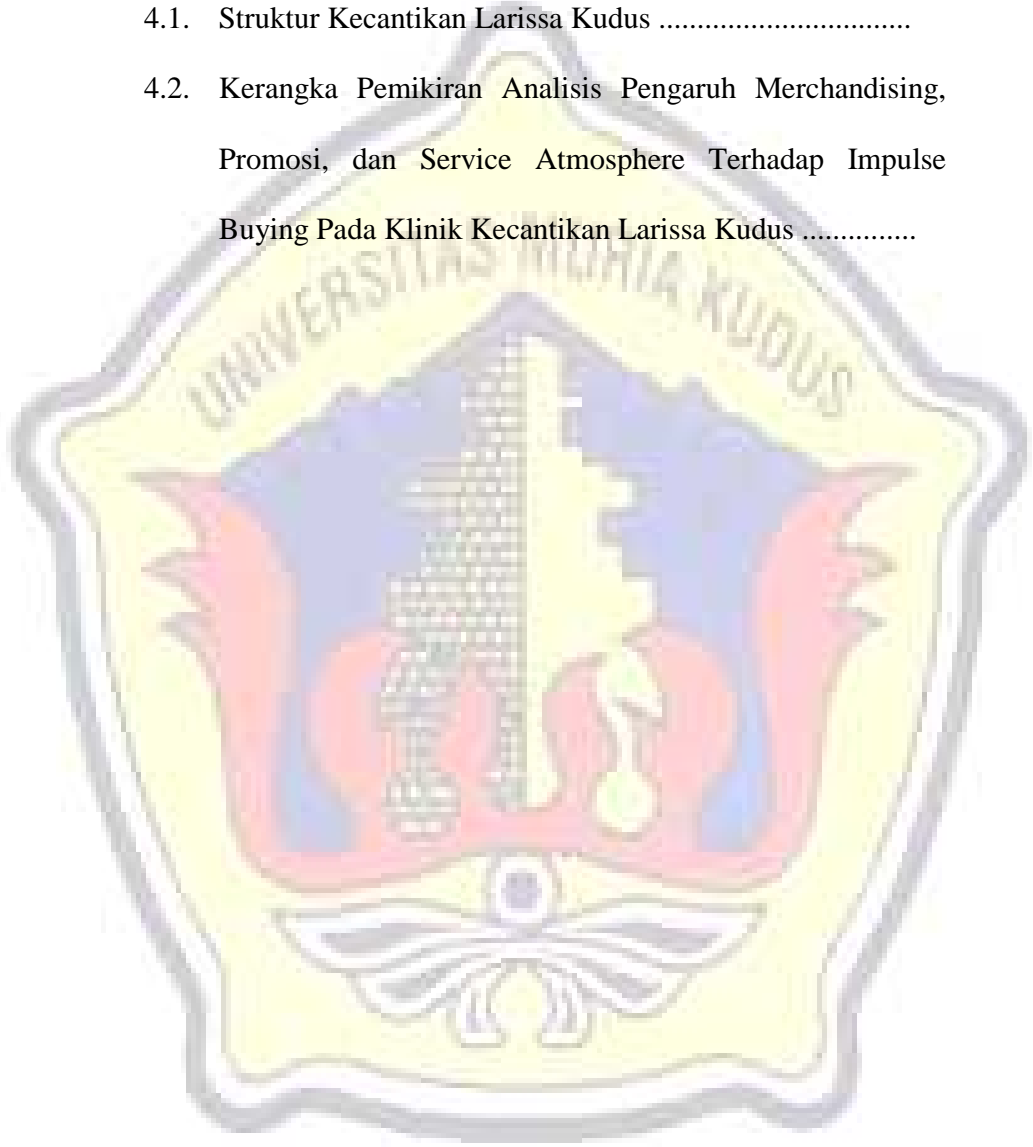 4.1. Struktur Kecantikan Larissa Kudus .................................
4.2. Kerangka Pemikiran Analisis Pengaruh Merchandising,
Promosi, dan Service Atmosphere Terhadap Impulse
Buying Pada Klinik Kecantikan Larissa Kudus ...............
UNIVERSITAS MURIA KUDUS